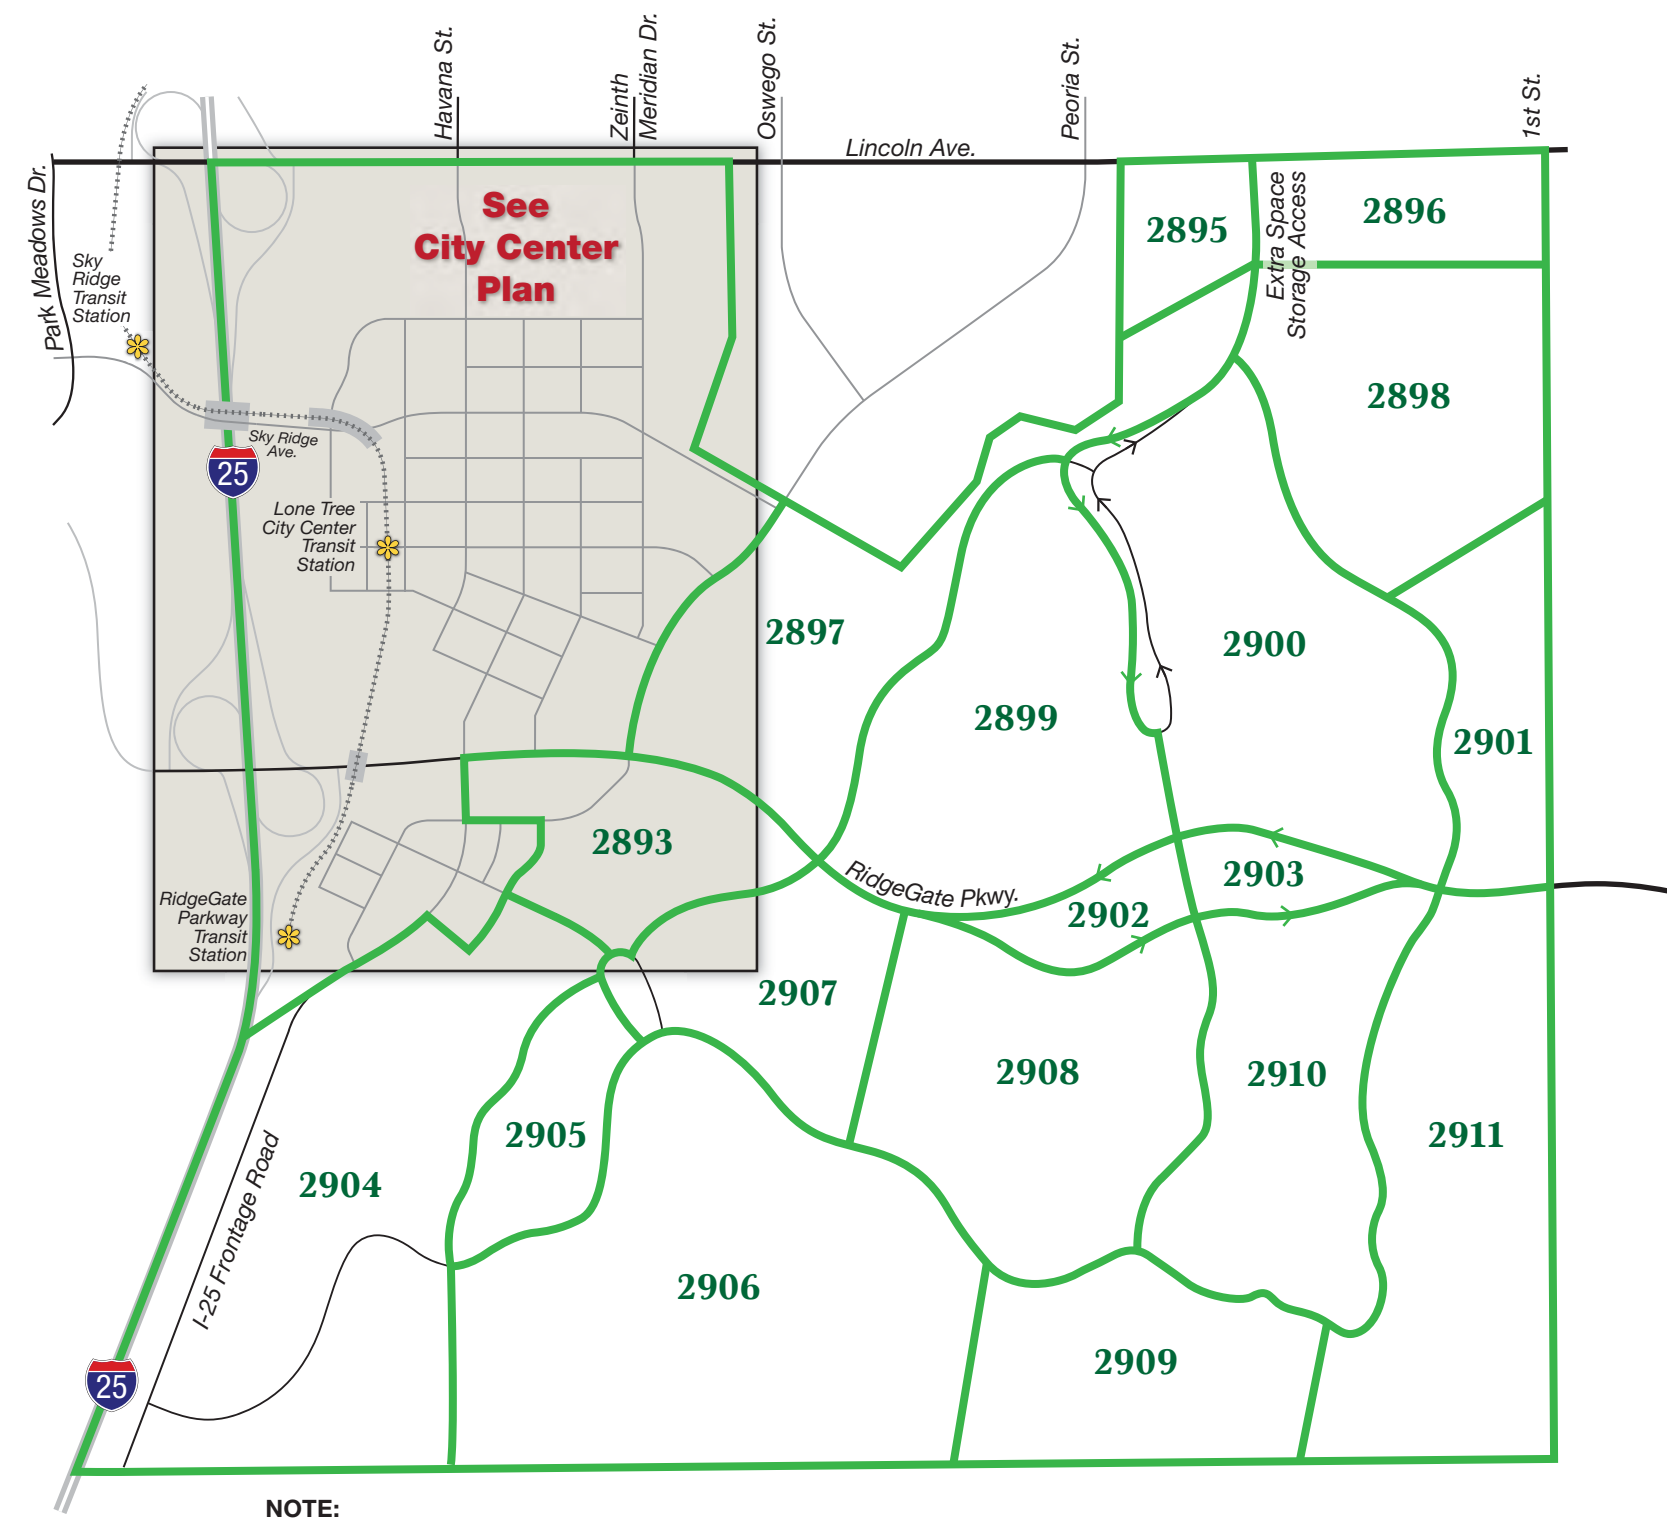 Havana St.
Zeinth
Meridian Dr.
Oswego St.
Peoria St.
1st St.
Lincoln Ave.
Park Meadows Dr.
See
City Center
Plan
2895
Extra Space
Storage Access
2896
Sky
Ridge
Transit
Station
2898
Sky Ridge
Ave.
25
Lone Tree
City Center
Transit
Station
2897
2900
2899
2901
2893
RidgeGate Pkwy.
2903
2902
RidgeGate
Parkway
Transit
Station
2907
2908
2910
2905
2911
2904
I-25 Frontage Road
2906
2909
25
NOTE: